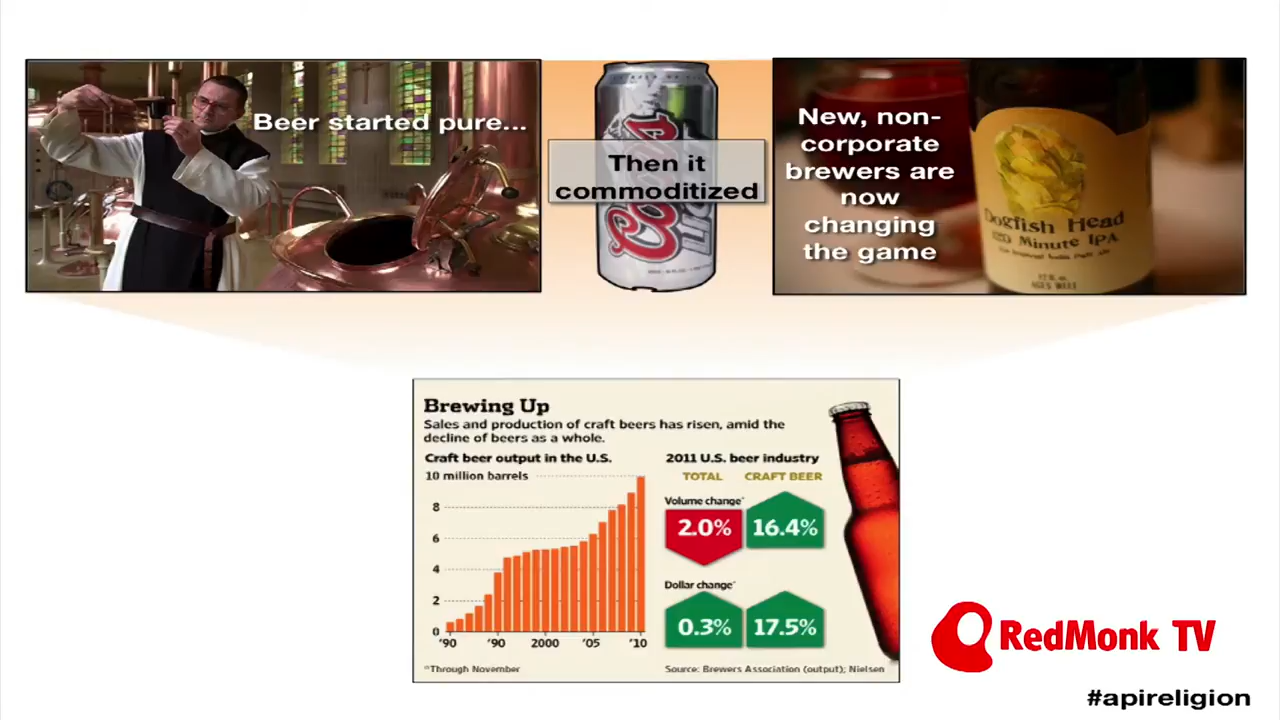 Beer started pure...
Then it
commoditized
New, non-
corporate
brewers are
now
changing
the game
Dogfish Head
Minute IPA
Brewing Up
Sales and production of craft beers has risen, amid the
decline of beers as a whole.
Craft beer output in the U.S.
10 million barrels
8
6
4
2
0
'90
'90
2000
'05
'10
*Through November
2011 U.S. beer industry
TOTAL CRAFT BEER
Volume change*
2.0% 16.4%
Dollar change*
0.3% 17.5%
Source: Brewers Association (output); Nielsen
RedMonk TV
#apireligion